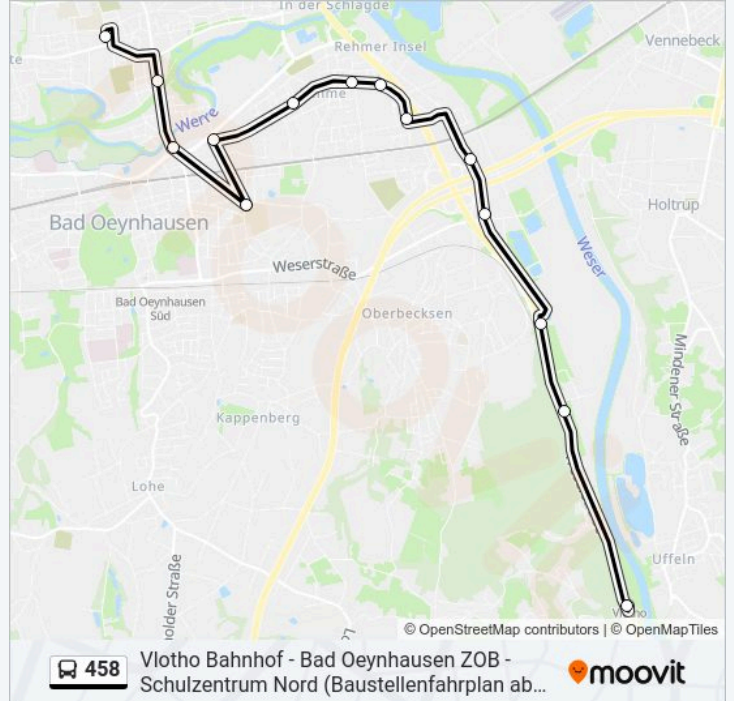 In der Schlagde
Rehmer Insel
Vennebeck
Werre
Bad Oeynhausen
Holtrup
Weser
Weserstraße
Bad Oeynhausen
Süd
Oberbecksen
Mindener Straße
Kappenberg
Lohe
Uffeln
© OpenStreetMap contributors | © OpenMapTiles
458
Vlotho Bahnhof - Bad Oeynhausen ZOB -
Schulzentrum Nord (Baustellenfahrplan ab...
moovit